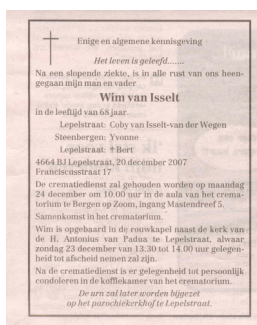 Enige en algemene kennisgeving
Het leven is geleefd.......
Na een slopende ziekte, is in alle rust van ons heen-
gegaan mijn man en vader
Wim van Isselt
in de leeftijd van 68 jaar.
Lepelstraat: Coby van Isselt-van der Wegen
Steenbergen: Yvonne
Lepelstraat: † Bert
4664 BJ Lepelstraat, 20 december 2007
Franciscusstraat 17
De crematiedienst zal gehouden worden op maandag
24 december om 10.00 uur in de aula van het crema-
torium te Bergen op Zoom, ingang Mastendreef 5.
Samenkomst in het crematorium.
Wim is opgebaard in de rouwkapel naast de kerk van
de H. Antonius van Padua te Lepelstraat, alwaar
zondag 23 december van 13.30 tot 14.00 uur gelegen-
heid tot afscheid nemen zal zijn.
Na de crematiedienst is er gelegenheid tot persoonlijk
condoleren in de koffiekamer van het crematorium.
De urn zal later worden bijgezet
op het parochiekerkhof te Lepelstraat.